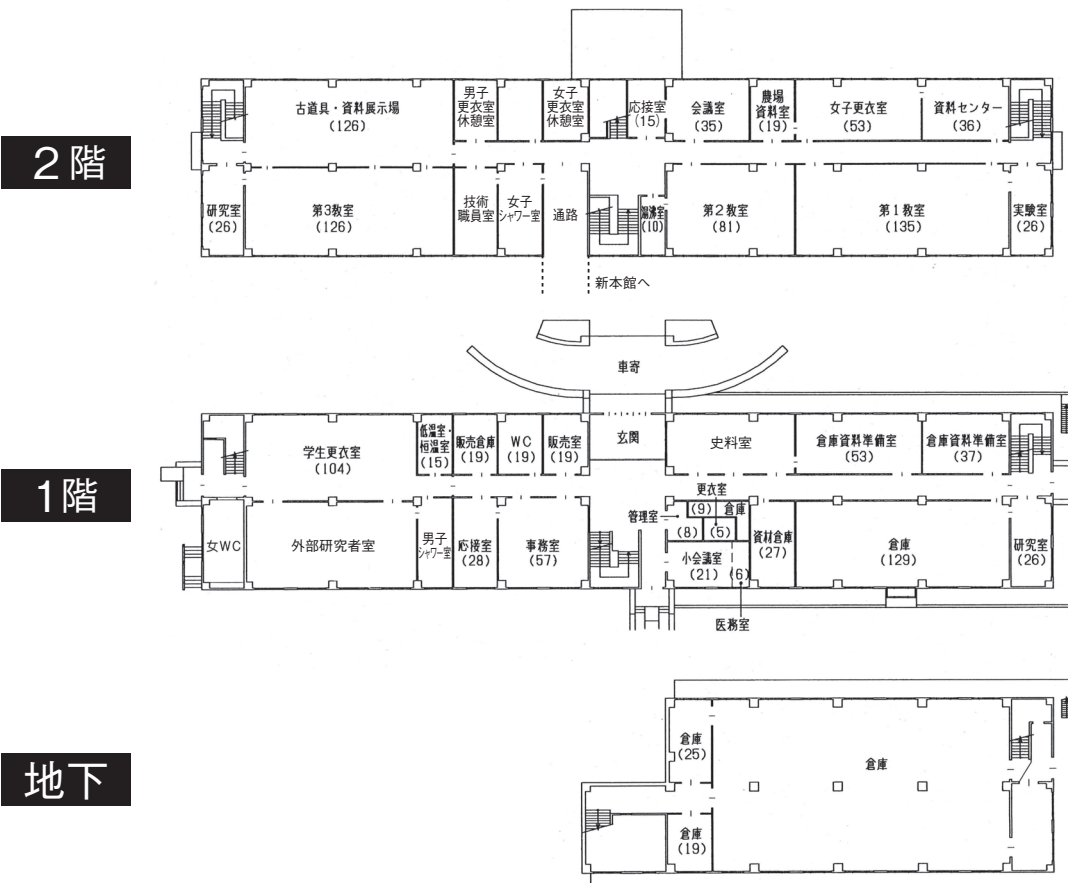 2階
古道具・資料展示場
(126)
男子
更衣室
休憩室
女子
更衣室
休憩室
応接室
(15)
会議室
(35)
農場
資料室
(19)
女子更衣室
(53)
資料センター
(36)
研究室
(26)
第3教室
(126)
技術
職員室
女子
シャワー室
通路
湯沸室
(10)
第2教室
(81)
第1教室
(135)
実験室
(26)
新本館へ
1階
車寄
玄関
学生更衣室
(104)
低温室・
恒温室
(15)
販売倉庫
(19)
WC
(19)
販売室
(19)
史料室
倉庫資料準備室
(53)
倉庫資料準備室
(37)
女WC
外部研究者室
男子
シャワー室
応接室
(28)
事務室
(57)
更衣室
管理室
(9)
倉庫
(8)
(5)
小会議室
(21)
(6)
医務室
資材倉庫
(27)
倉庫
(129)
研究室
(26)
地下
倉庫
(25)
倉庫
倉庫
(19)